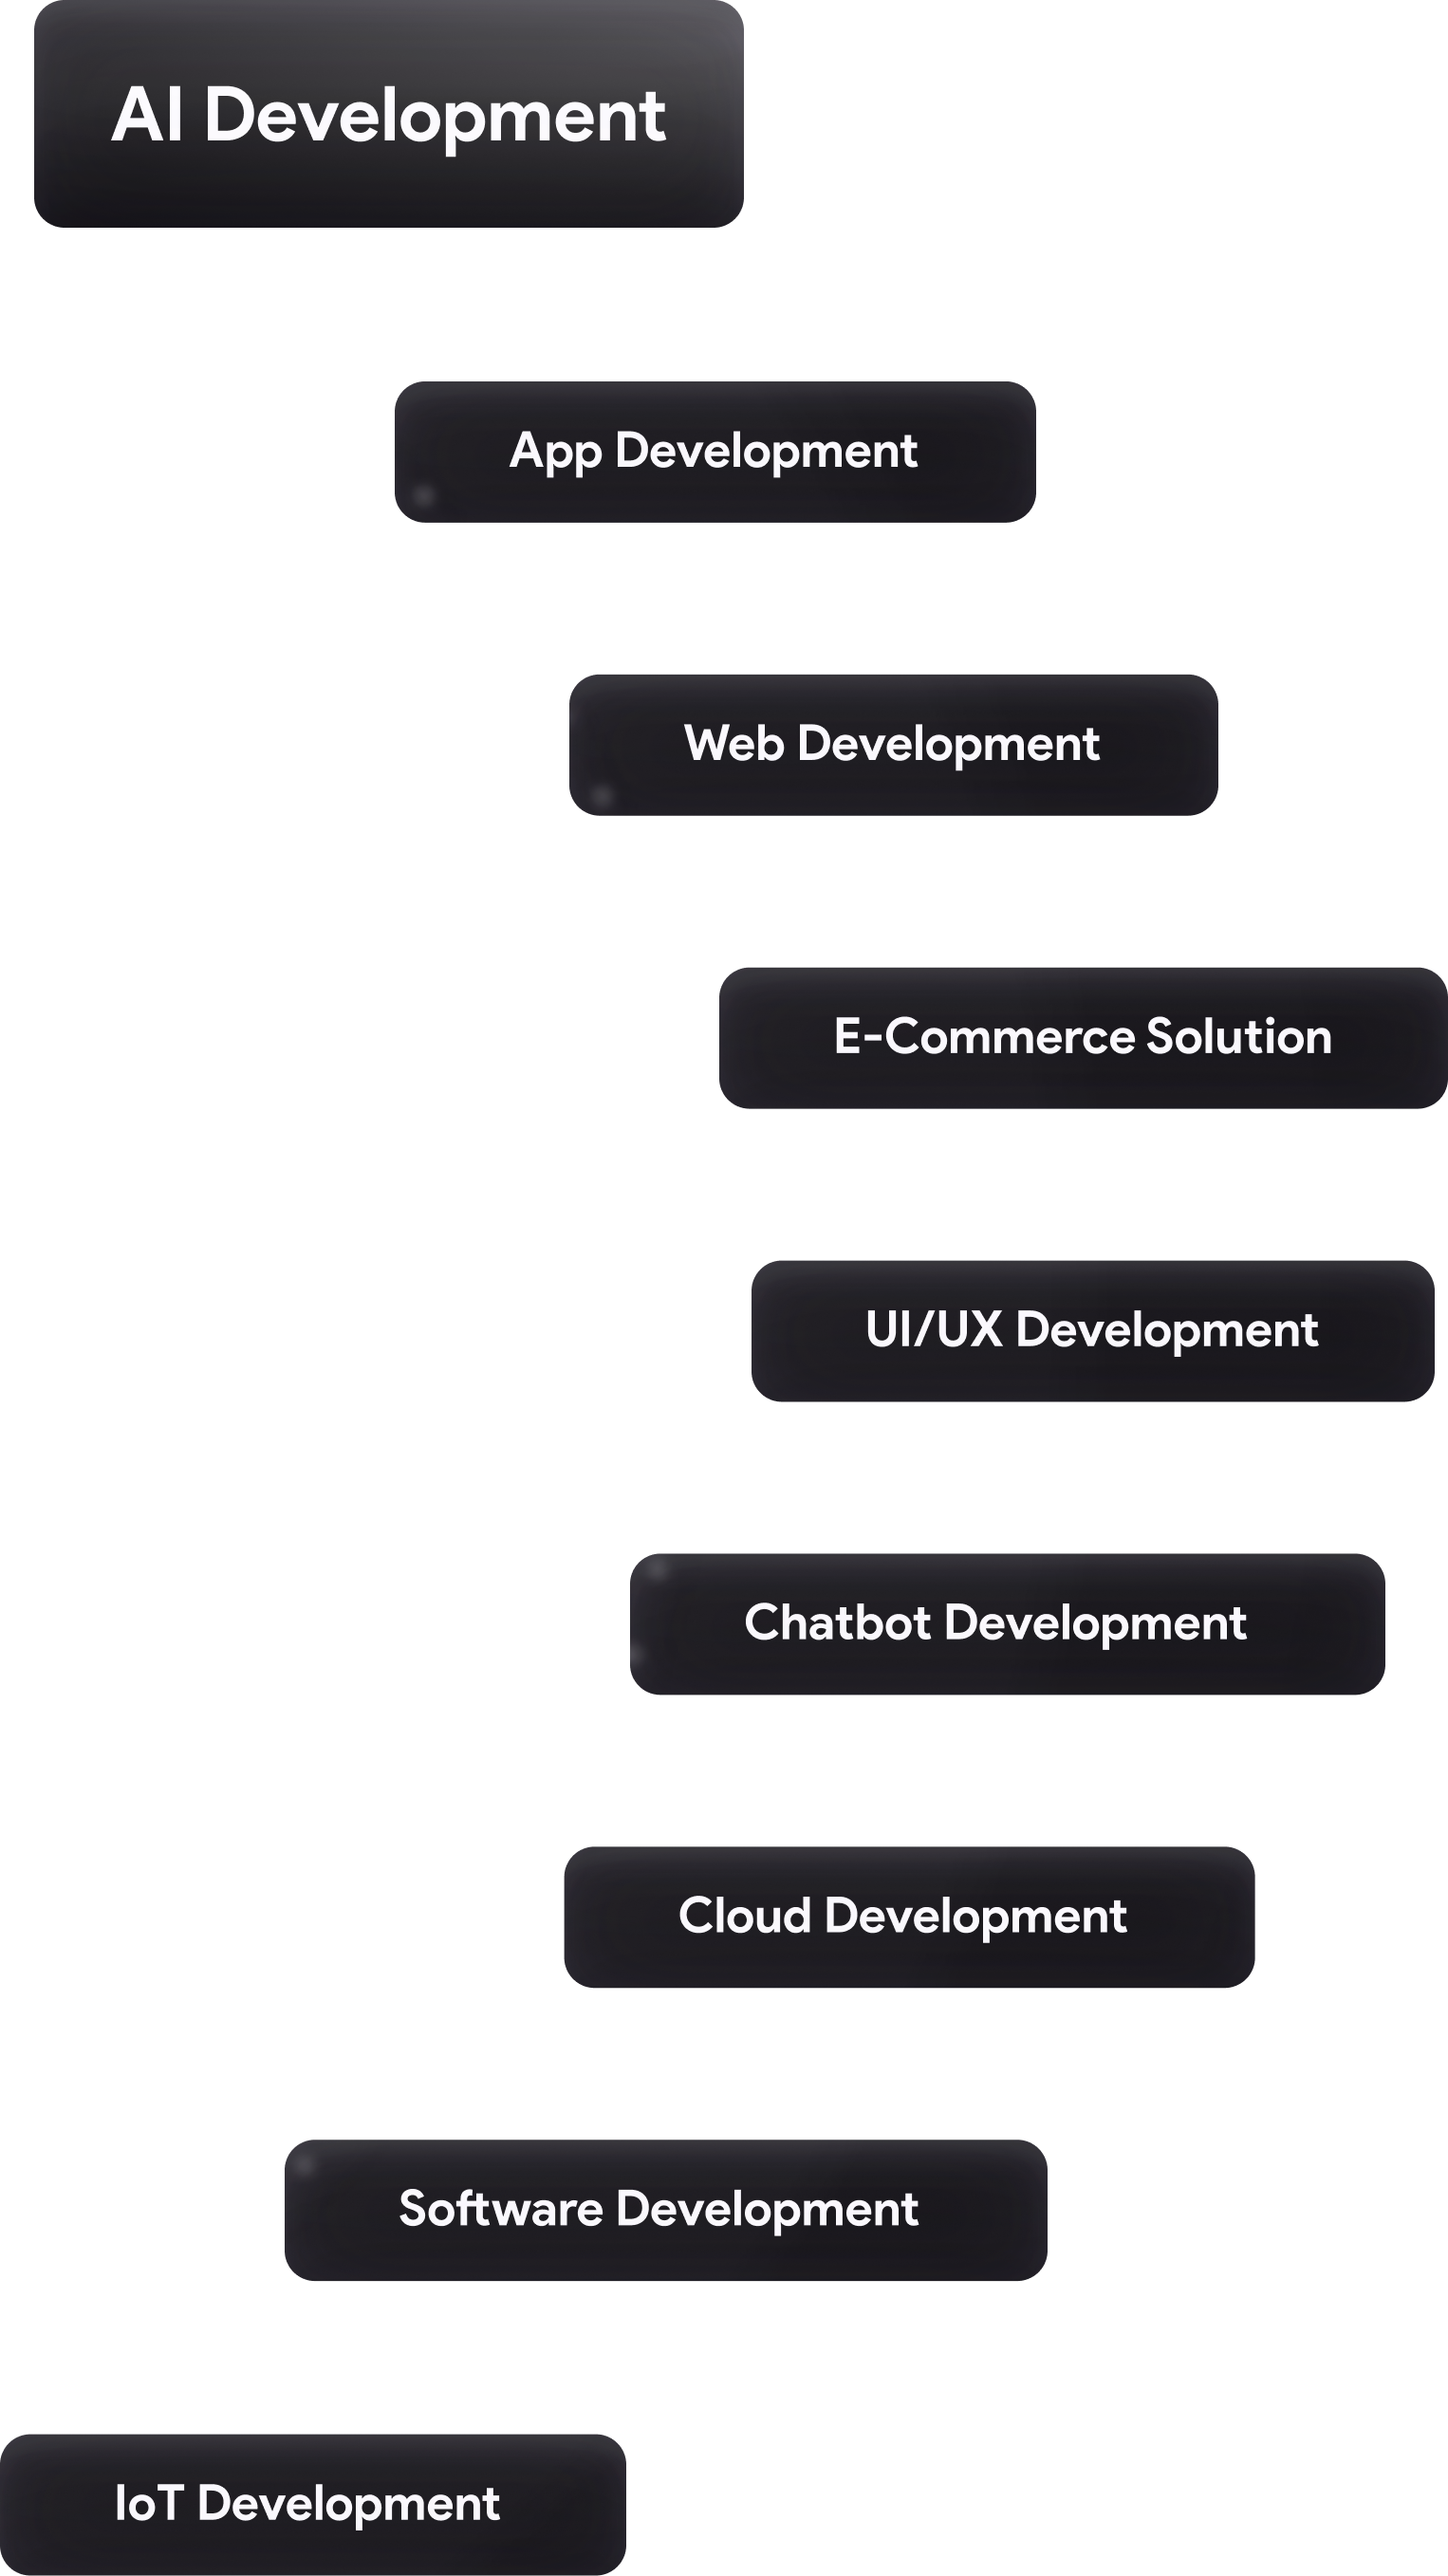 AI Development
App Development
Web Development
E-Commerce Solution
UI/UX Development
Chatbot Development
Cloud Development
Software Development
IoT Development